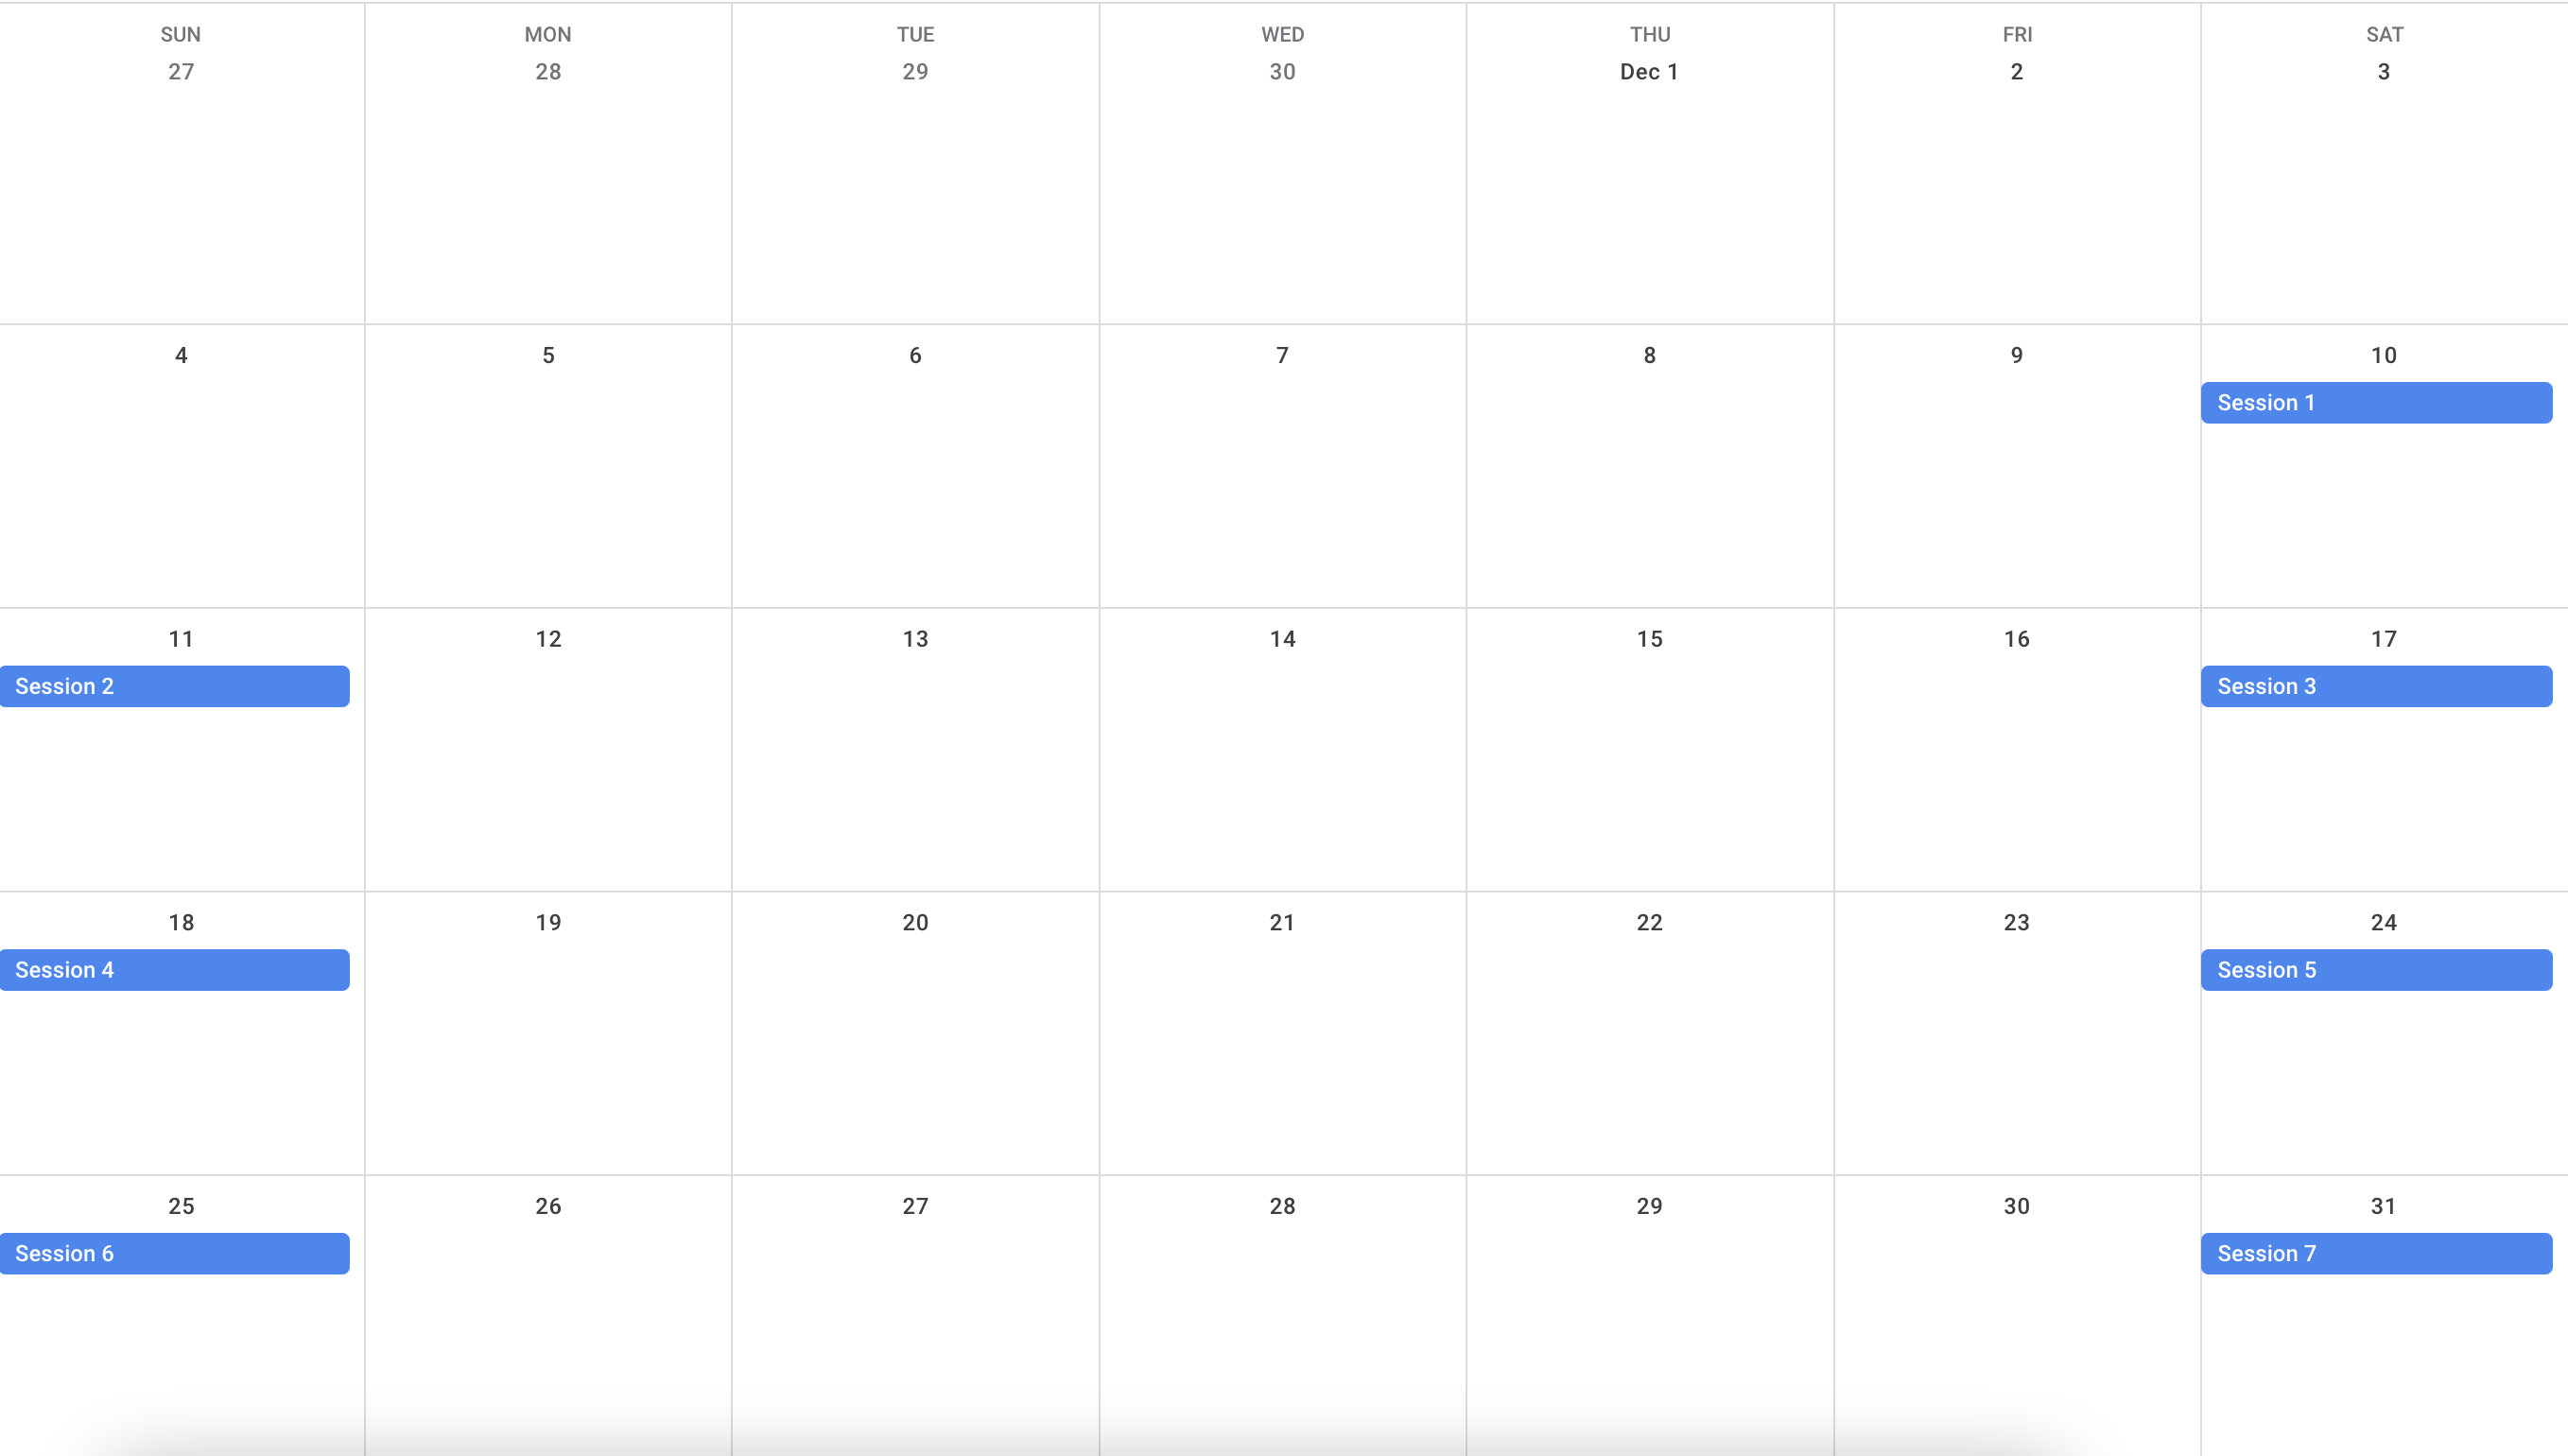 SUN MON TUE WED THU FRI SAT
27 28 29 30 Dec 1 2 3
4 5 6 7 8 9 10
Session 1
11 12 13 14 15 16 17
Session 2 Session 3
18 19 20 21 22 23 24
Session 4 Session 5
25 26 27 28 29 30 31
Session 6 Session 7